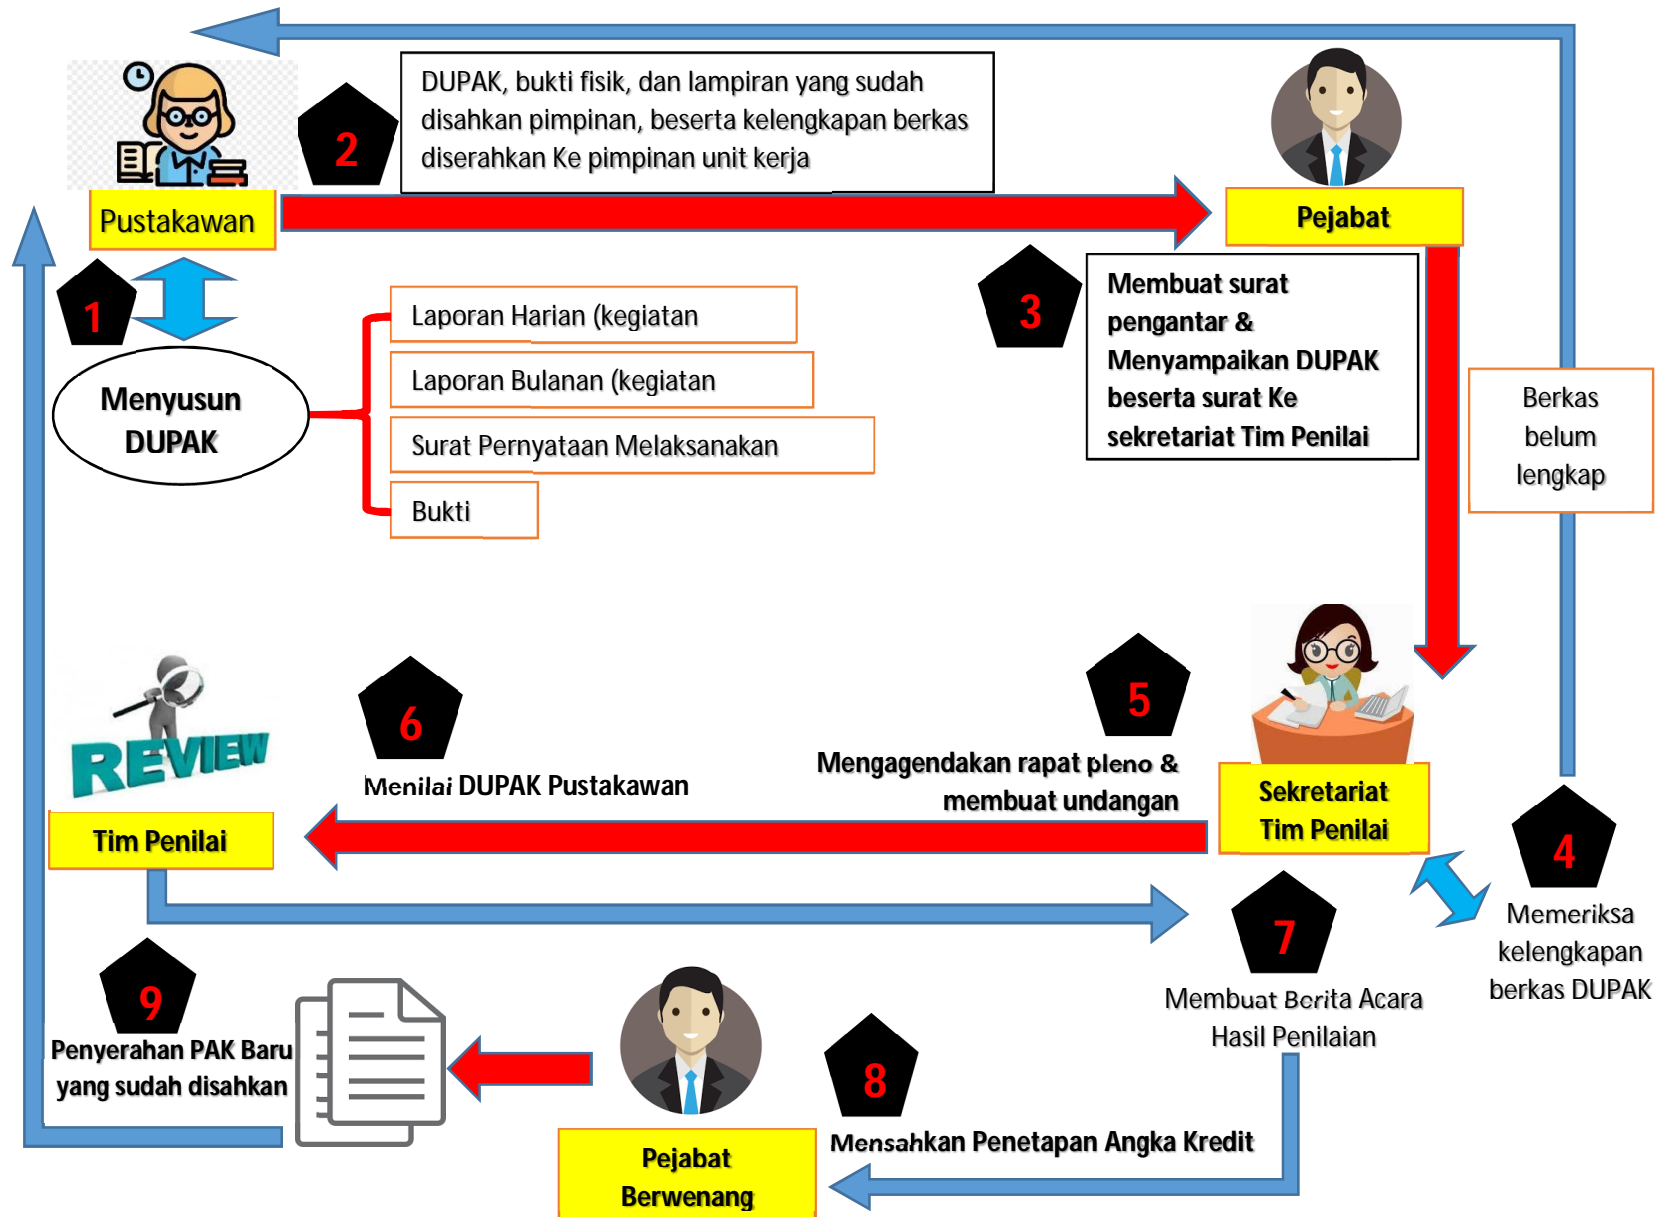 2
DUPAK, bukti fisik, dan lampiran yang sudah
disahkan pimpinan, beserta kelengkapan berkas
diserahkan Ke pimpinan unit kerja
Pustakawan
Pejabat
1
Menyusun
DUPAK
Laporan Harian (kegiatan
Laporan Bulanan (kegiatan
Surat Pernyataan Melaksanakan
Bukti
3
Membuat surat
pengantar &
Menyampaikan DUPAK
beserta surat Ke
sekretariat Tim Penilai
Berkas
belum
lengkap
REVIEW
Tim Penilai
6
Menilai DUPAK Pustakawan
5
Mengagendakan rapat pleno &
membuat undangan
Sekretariat
Tim Penilai
4
Memeriksa
kelengkapan
berkas DUPAK
7
Membuat Berita Acara
Hasil Penilaian
9
Penyerahan PAK Baru
yang sudah disahkan
8
Mensahkan Penetapan Angka Kredit
Pejabat
Berwenang